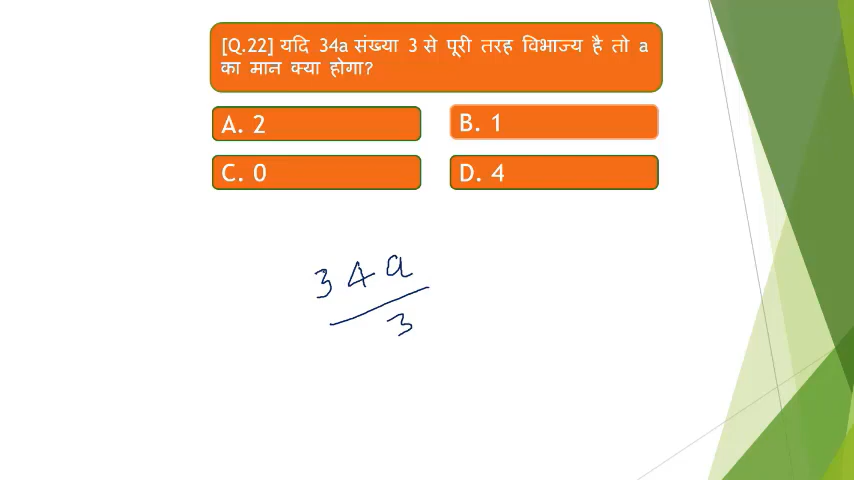 [Q.22] यदि 34a संख्या 3 से पूरी तरह विभाज्य है तो a
का मान क्या होगा?
A. 2
B. 1
C. 0
D. 4
34a
3